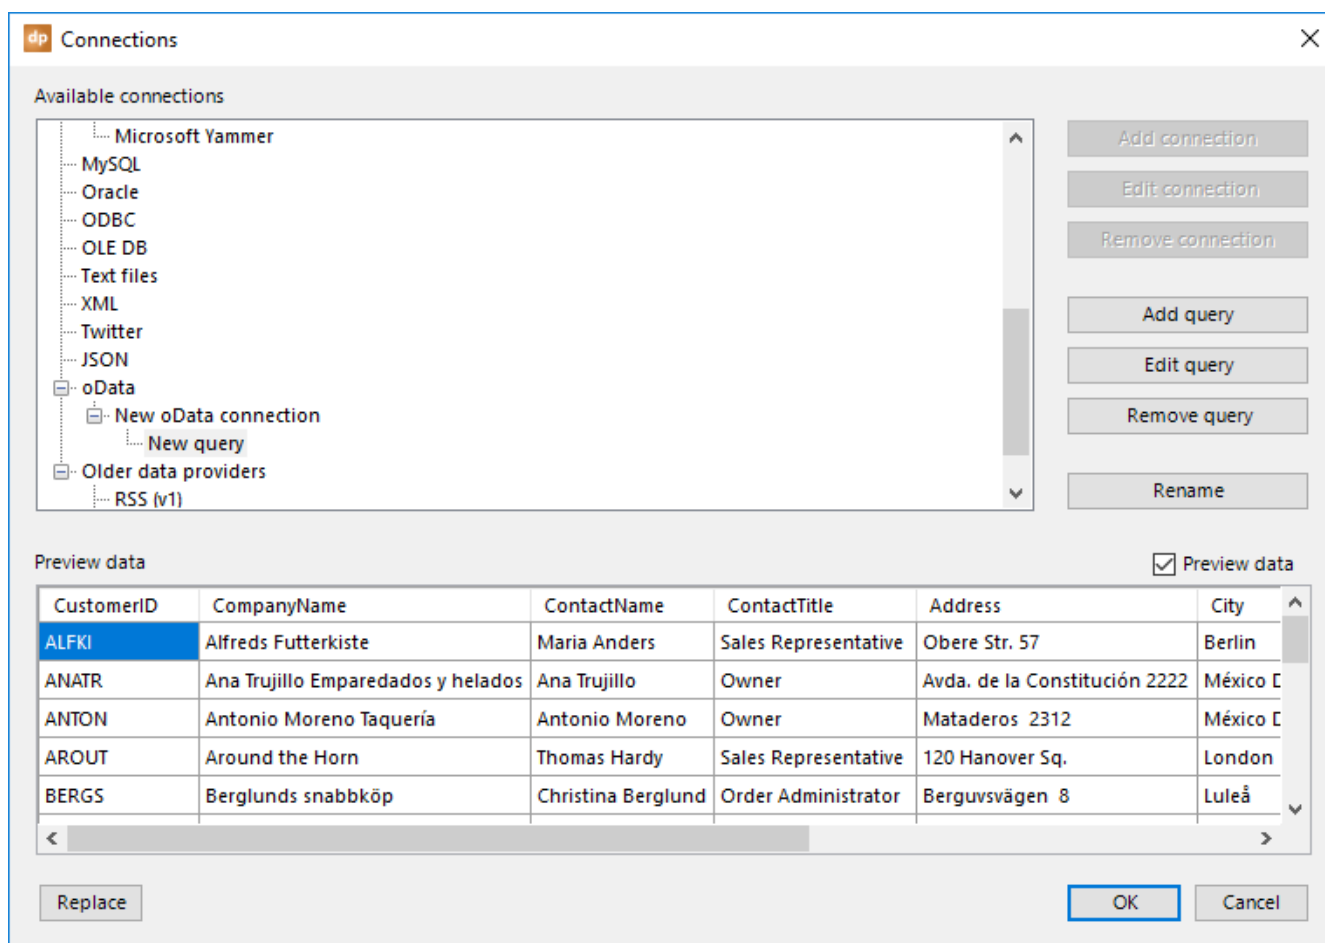 dp Connections
Available connections
Microsoft Yammer
MySQL
Oracle
ODBC
OLE DB
Text files
XML
Twitter
JSON
oData
New oData connection
New query
Older data providers
RSS (v1)
Add connection
Edit connection
Remove connection
Add query
Edit query
Remove query
Rename
Preview data
Preview data
CustomerID CompanyName ContactName ContactTitle Address City
ALFKI Alfreds Futterkiste Maria Anders Sales Representative Obere Str. 57 Berlin
ANATR Ana Trujillo Emparedados y helados Ana Trujillo Owner Avda. de la Constitución 2222 México D
ANTON Antonio Moreno Taquería Antonio Moreno Owner Mataderos 2312 México D
AROUT Around the Horn Thomas Hardy Sales Representative 120 Hanover Sq. London
BERGS Berglunds snabbköp Christina Berglund Order Administrator Berguvsvägen 8 Luleå
Replace OK Cancel